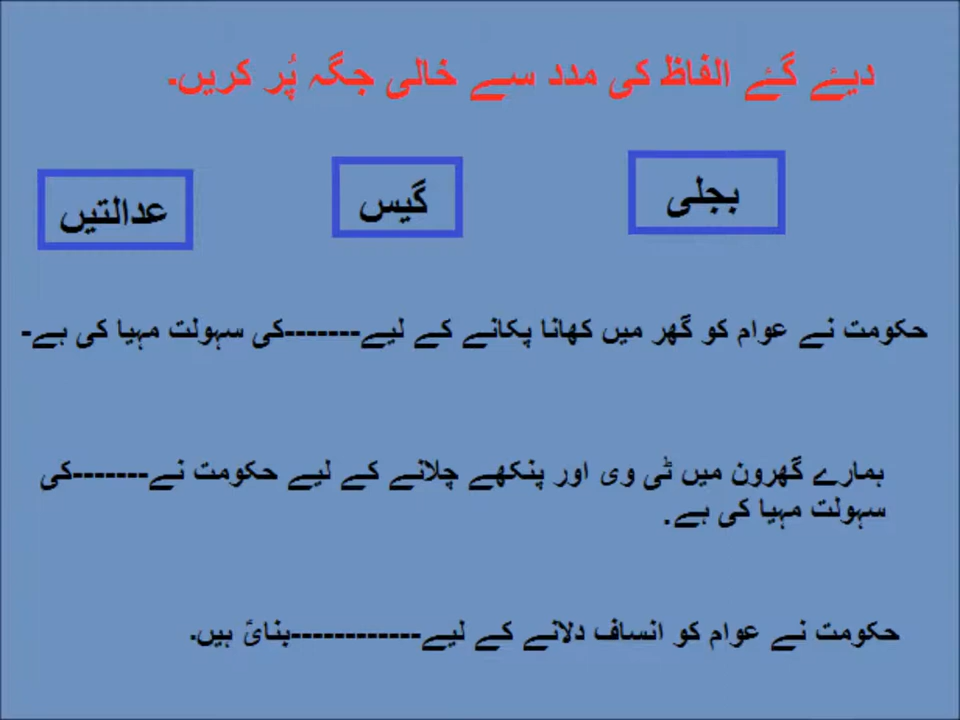 دیئے گئے الفاظ کی مدد سے خالی جگہ پُر کریں۔
بجلی
گیس
عدالتیں
حکومت نے عوام کو گھر میں کھانا پکانے کے لیے-------کی سہولت مہیا کی ہے-
ہمارے گھرون میں ٹی وی اور پنکھے چلانے کے لیے حکومت نے-------کی
سہولت مہیا کی ہے.
حکومت نے عوام کو انساف دلانے کے لیے------------بنائ ہیں.